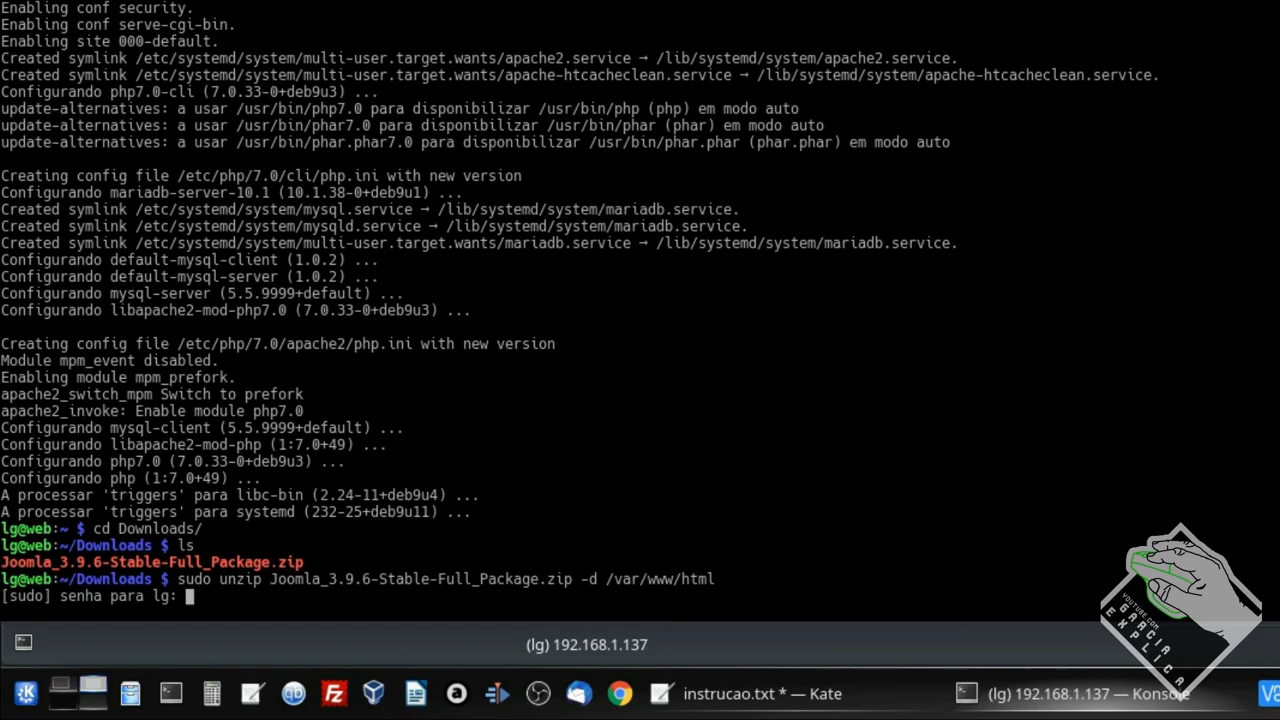 Enabling conf security.
Enabling conf serve-cgi-bin.
Enabling site 000-default.
Created symlink /etc/systemd/system/multi-user.target.wants/apache2.service → /lib/systemd/system/apache2.service.
Created symlink /etc/systemd/system/multi-user.target.wants/apache-htcacheclean.service → /lib/systemd/system/apache-htcacheclean.service.
Configurando php7.0-cli (7.0.33-0+deb9u3) ...
update-alternatives: a usar /usr/bin/php7.0 para disponibilizar /usr/bin/php (php) em modo auto
update-alternatives: a usar /usr/bin/phar7.0 para disponibilizar /usr/bin/phar (phar) em modo auto
update-alternatives: a usar /usr/bin/phar.phar7.0 para disponibilizar /usr/bin/phar.phar (phar.phar) em modo auto
Creating config file /etc/php/7.0/cli/php.ini with new version
Configurando mariadb-server-10.1 (10.1.38-0+deb9u1) ...
Created symlink /etc/systemd/system/mysql.service → /lib/systemd/system/mariadb.service.
Created symlink /etc/systemd/system/mysqld.service → /lib/systemd/system/mariadb.service.
Created symlink /etc/systemd/system/multi-user.target.wants/mariadb.service → /lib/systemd/system/mariadb.service.
Configurando default-mysql-client (1.0.2) ...
Configurando default-mysql-server (1.0.2) ...
Configurando mysql-server (5.5.9999+default) ...
Configurando libapache2-mod-php7.0 (7.0.33-0+deb9u3) ...
Creating config file /etc/php/7.0/apache2/php.ini with new version
Module mpm_event disabled.
Enabling module mpm_prefork.
apache2_switch_mpm Switch to prefork
apache2_invoke: Enable module php7.0
Configurando mysql-client (5.5.9999+default) ...
Configurando libapache2-mod-php (1:7.0+49) ...
Configurando php7.0 (7.0.33-0+deb9u3) ...
Configurando php (1:7.0+49) ...
A processar 'triggers' para libc-bin (2.24-11+deb9u4) ...
A processar 'triggers' para systemd (232-25+deb9u11) ...
lg@web:~ $ cd Downloads/
lg@web:~/Downloads $ ls
Joomla_3.9.6-Stable-Full_Package.zip
lg@web:~/Downloads $ sudo unzip Joomla_3.9.6-Stable-Full_Package.zip -d /var/www/html
[sudo] senha para lg:
YOUTUBE.COM
GARCIA
EXPLICA
(lg) 192.168.1.137
instrucao.txt * — Kate
(lg) 192.168.1.137 — Konsole